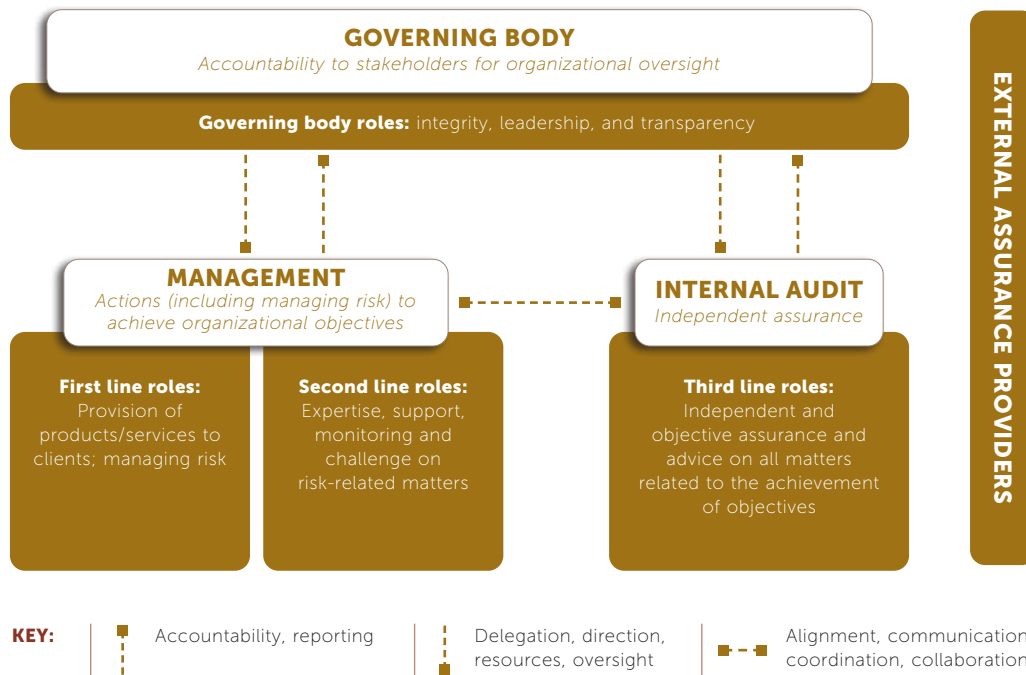 GOVERNING BODY
Accountability to stakeholders for organizational oversight
Governing body roles: integrity, leadership, and transparency
MANAGEMENT
Actions (including managing risk) to
achieve organizational objectives
INTERNAL AUDIT
Independent assurance
First line roles:
Provision of
products/services to
clients; managing risk
Second line roles:
Expertise, support,
monitoring and
challenge on
risk-related matters
Third line roles:
Independent and
objective assurance and
advice on all matters
related to the achievement
of objectives
EXTERNAL ASSURANCE PROVIDERS
KEY:
Accountability, reporting
Delegation, direction,
resources, oversight
Alignment, communication
coordination, collaboration